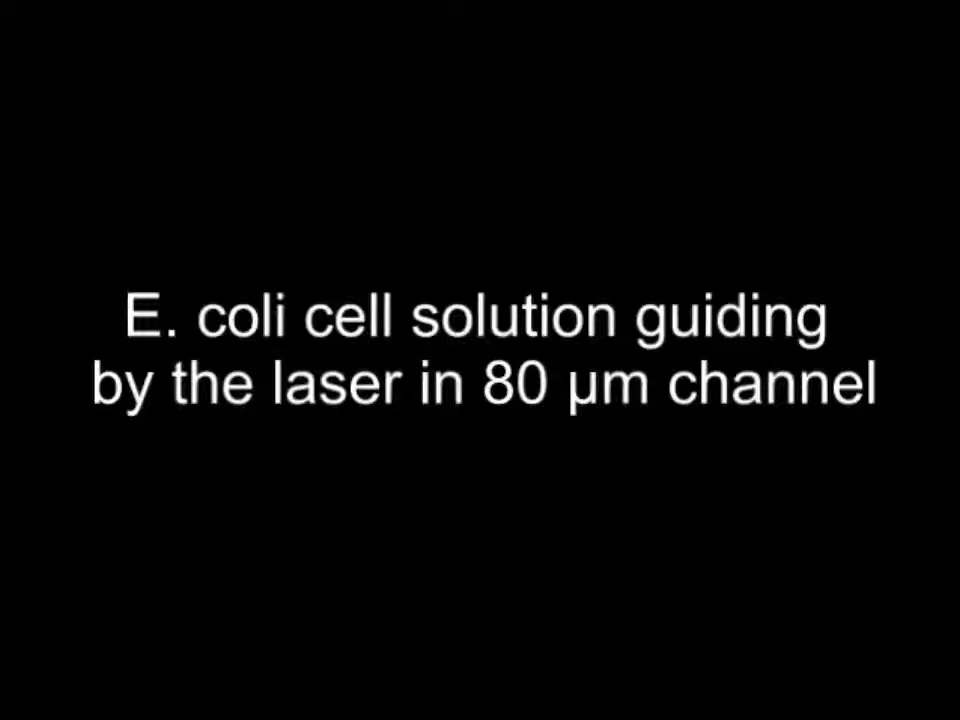 E. coli cell solution guiding
by the laser in 80 µm channel